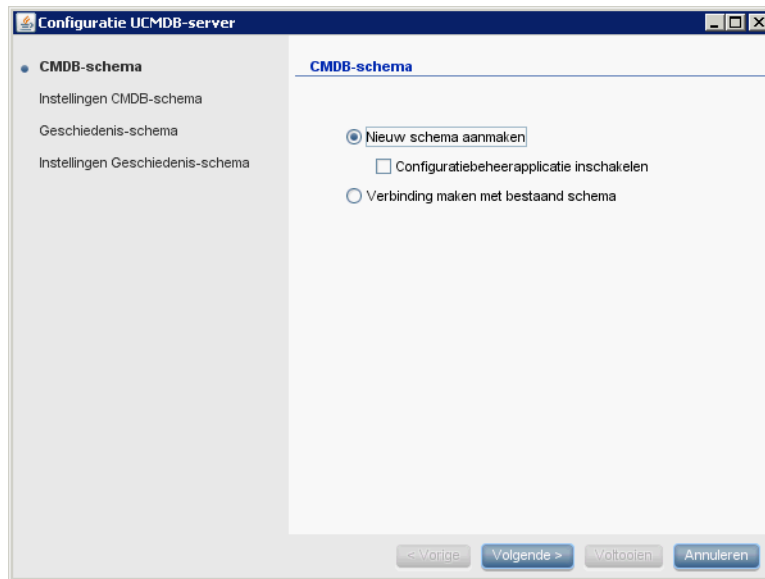 Configuratie UCMDB-server
CMDB-schema
Instellingen CMDB-schema
Geschiedenis-schema
Instellingen Geschiedenis-schema
CMDB-schema
Nieuw schema aanmaken
Configuratiebeheerapplicatie inschakelen
Verbinding maken met bestaand schema
< Vorige
Volgende >
Voltooien
Annuleren